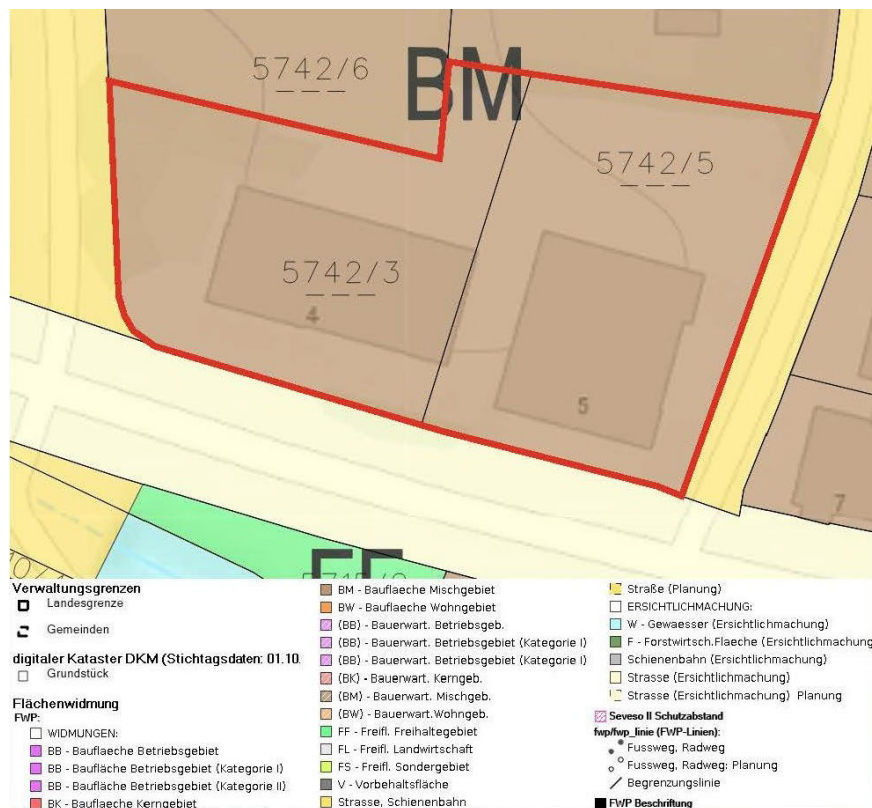 5742/6
BM
5742/5
5742/3
4
5
7
FF
Verwaltungsgrenzen
Landesgrenze
Gemeinden
digitaler Kataster DKM (Stichtagsdaten: 01.10.
Grundstück
Flächenwidmung
FWP:
WIDMUNGEN:
BB - Bauflaeche Betriebsgebiet
BB - Baufläche Betriebsgebiet (Kategorie I)
BB - Baufläche Betriebsgebiet (Kategorie II)
BK - Bauflaeche Kerngebiet
BM - Bauflaeche Mischgebiet
BW - Bauflaeche Wohngebiet
(BB) - Bauerwart. Betriebsgeb.
(BB) - Bauerwart. Betriebsgebiet (Kategorie I)
(BB) - Bauerwart. Betriebsgebiet (Kategorie I)
(BK) - Bauerwart. Kerngeb.
(BM) - Bauerwart. Mischgeb.
(BW) - Bauerwart.Wohngeb.
FF - Freifl. Freihaltegebiet
FL - Freifl. Landwirtschaft
FS - Freifl. Sondergebiet
V - Vorbehaltsfläche
Strasse, Schienenbahn
Straße (Planung)
ERSICHTLICHMACHUNG:
W - Gewaesser (Ersichtlichmachung)
F - Forstwirtsch.Flaeche (Ersichtlichmachung
Schienenbahn (Ersichtlichmachung)
Strasse (Ersichtlichmachung)
Strasse (Ersichtlichmachung) Planung
Seveso II Schutzabstand
fwp/fwp_linie (FWP-Linien):
Fussweg, Radweg
Fussweg, Radweg: Planung
Begrenzungslinie
FWP Beschriftung